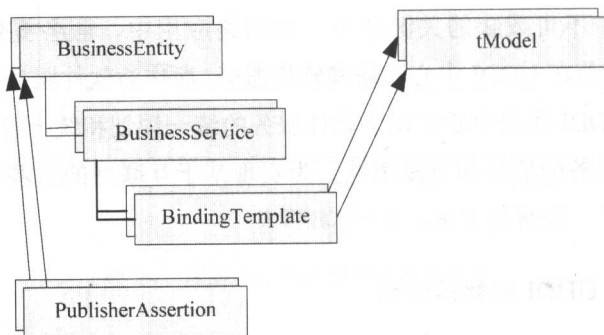 BusinessEntity
tModel
BusinessService
BindingTemplate
PublisherAssertion